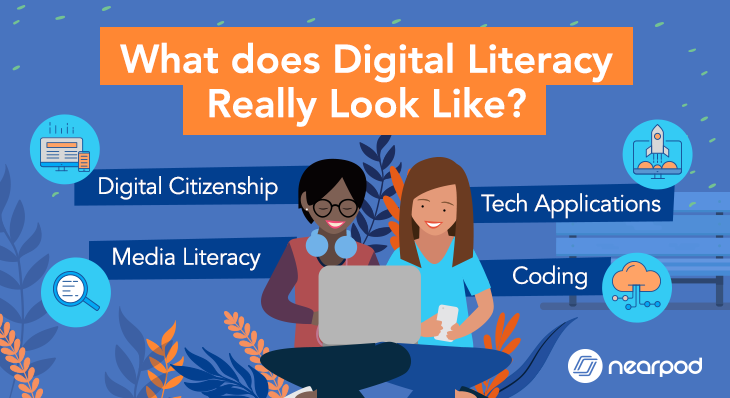 What does Digital Literacy
Really Look Like?
Digital Citizenship
Tech Applications
Media Literacy
Coding
nearpod